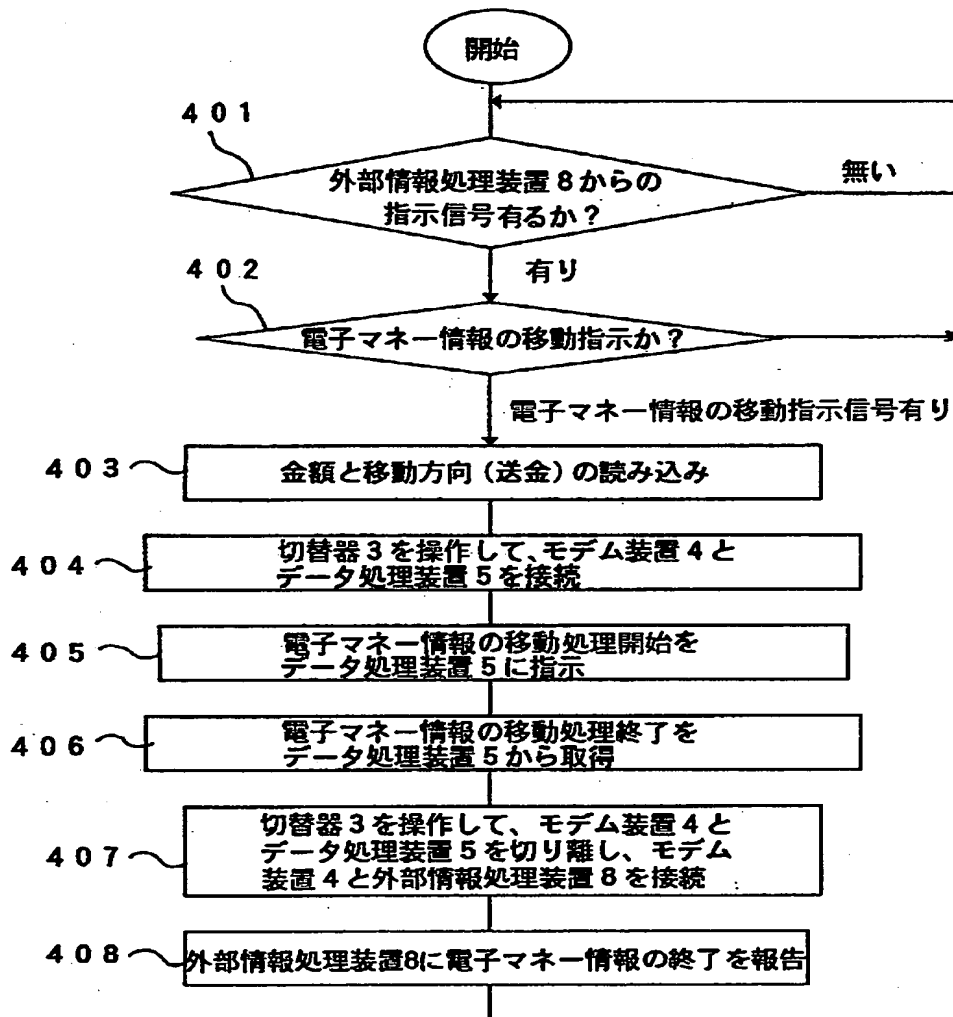 開始
401
外部情報処理装置8からの
指示信号有るか?
無い
有り
402
電子マネー情報の移動指示か?
電子マネー情報の移動指示信号有り
403
金額と移動方向(送金)の読み込み
404
切替器3を操作して、モデム装置4と
データ処理装置5を接続
405
電子マネー情報の移動処理開始を
データ処理装置5に指示
406
電子マネー情報の移動処理終了を
データ処理装置5から取得
407
切替器3を操作して、モデム装置4と
データ処理装置5を切り離し、モデム
装置4と外部情報処理装置8を接続
408
外部情報処理装置8に電子マネー情報の終了を報告